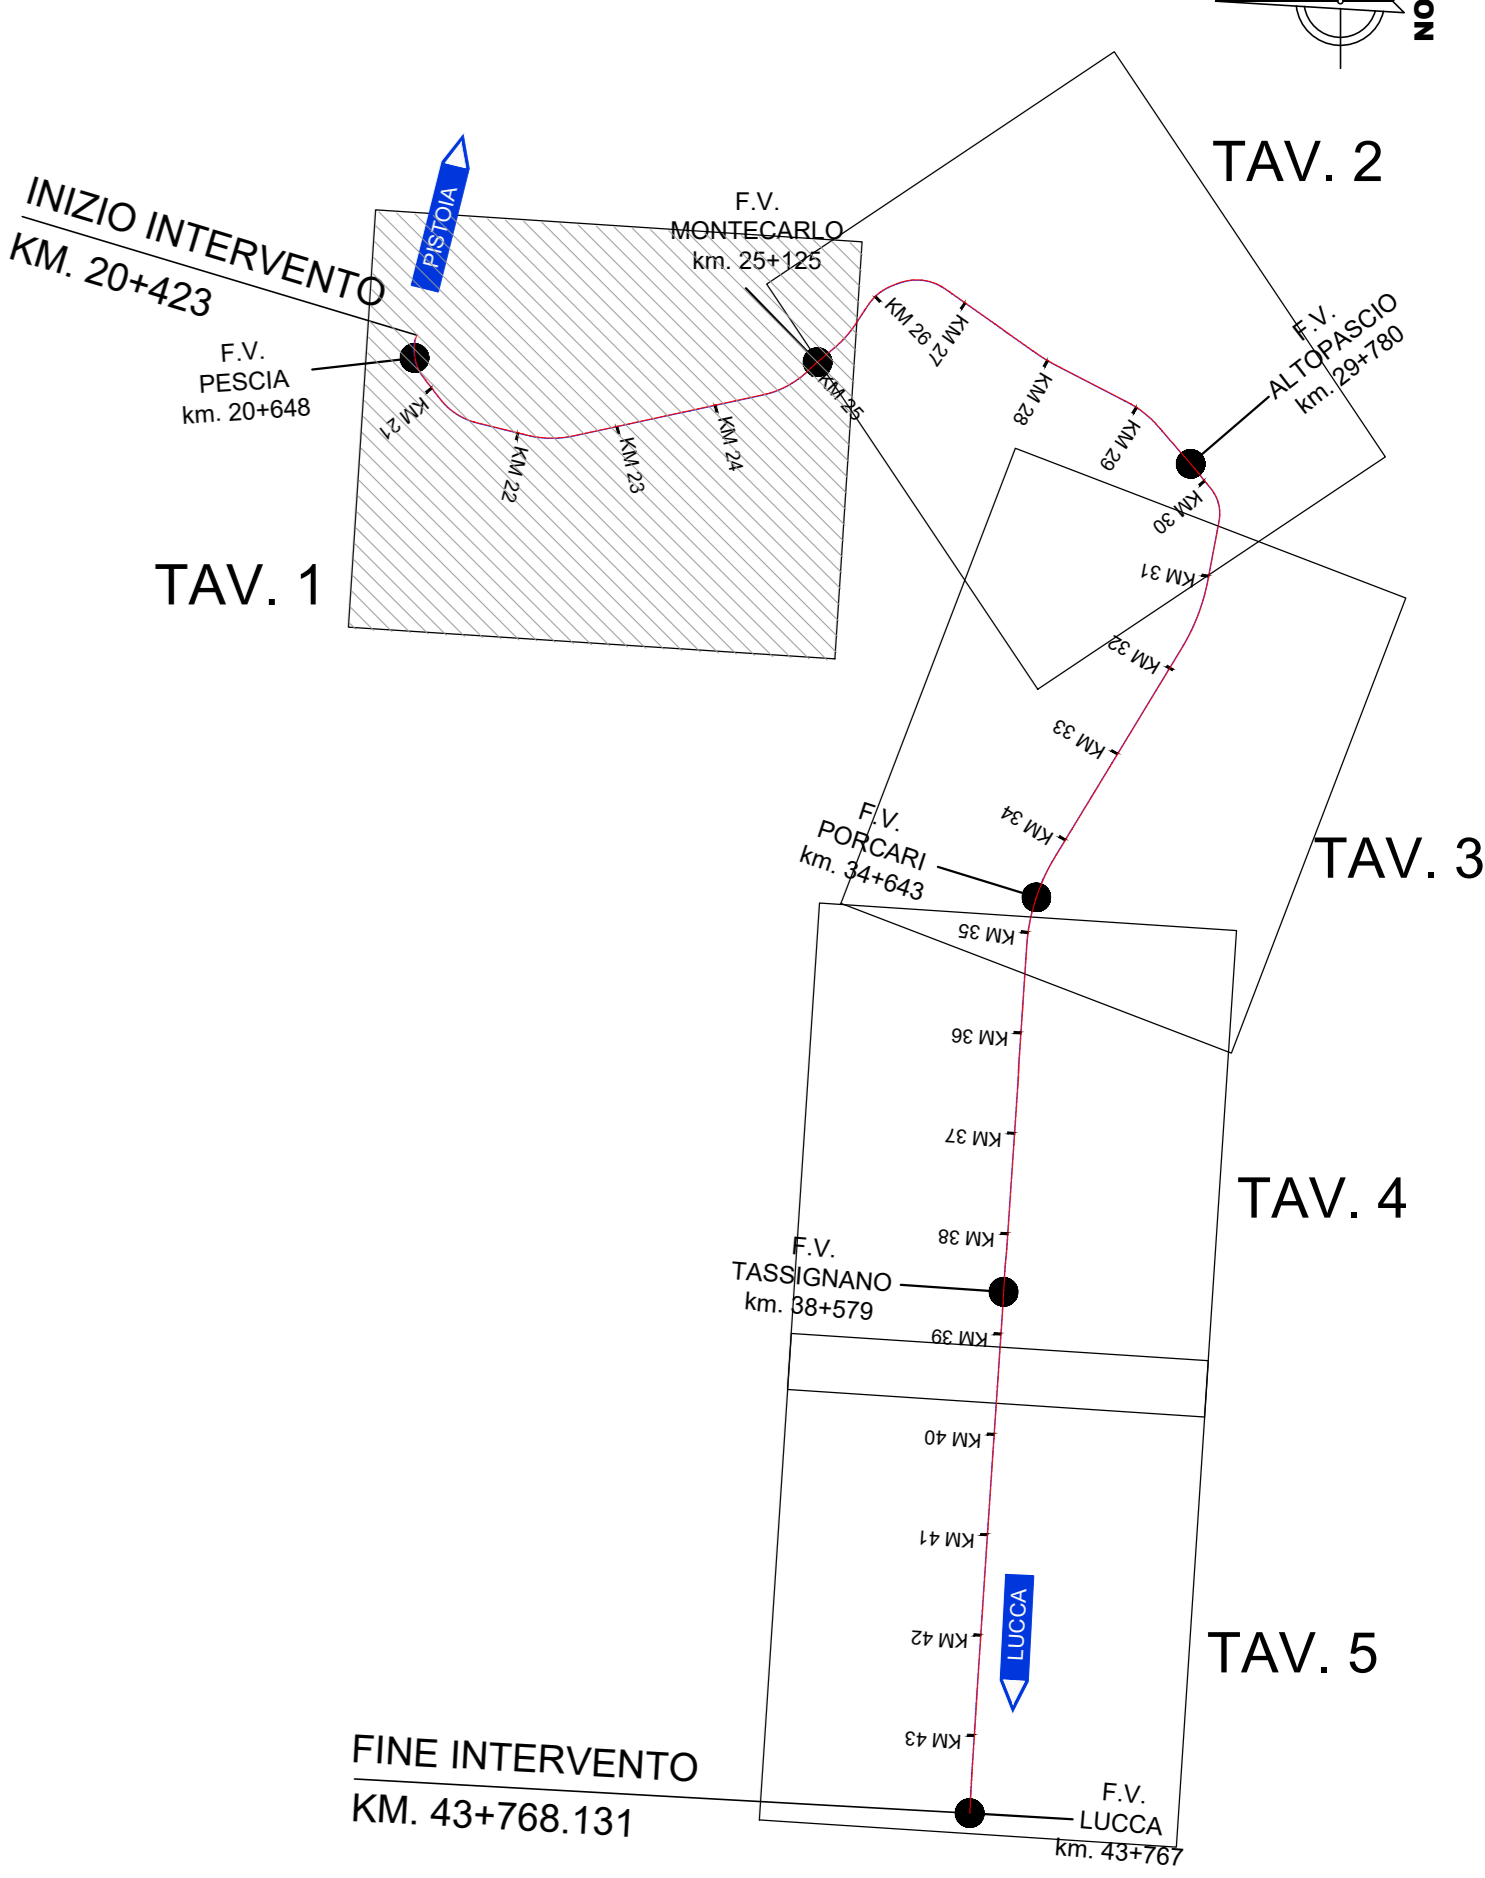 NO
TAV. 2
PISTOIA
INIZIO INTERVENTO
KM. 20+423
F.V.
MONTECARLO
km. 25+125
F.V.
PESCIA
km. 20+648
F.V.
ALTOPASCIO
km. 29+780
KM 21
KM 22
KM 23
KM 24
KM 25
KM 26
KM 27
KM 28
KM 29
KM 30
KM 31
TAV. 1
KM 32
KM 33
KM 34
F.V.
PORCARI
km. 34+643
TAV. 3
KM 35
KM 36
KM 37
TAV. 4
KM 38
F.V.
TASSIGNANO
km. 38+579
KM 39
KM 40
KM 41
LUCCA
KM 42
TAV. 5
KM 43
FINE INTERVENTO
KM. 43+768.131
F.V.
LUCCA
km. 43+767